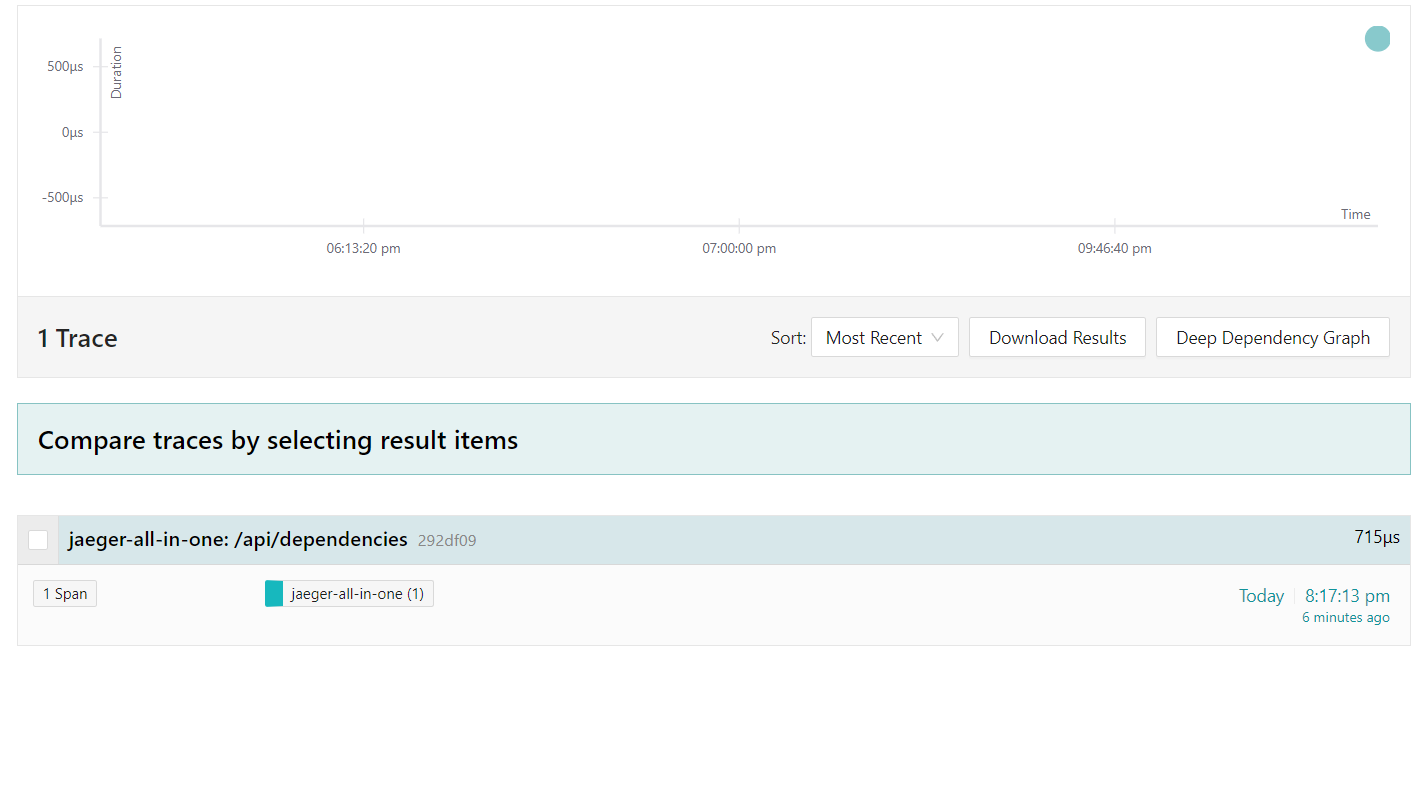 Duration
500μs
0μs
-500μs
Time
06:13:20 pm 07:00:00 pm 09:46:40 pm
1 Trace Sort: Most Recent Download Results Deep Dependency Graph
Compare traces by selecting result items
jaeger-all-in-one: /api/dependencies 292df09 715μs
1 Span jaeger-all-in-one (1) Today 8:17:13 pm
6 minutes ago